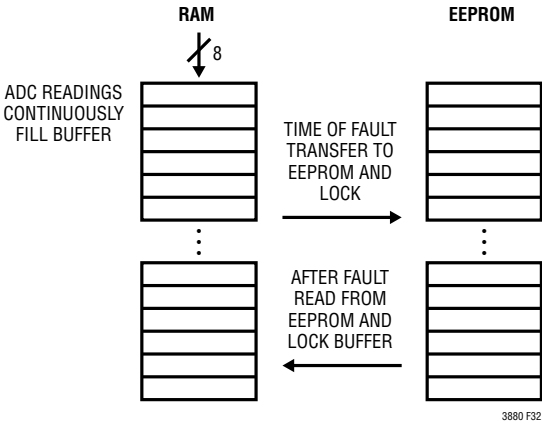 RAM
EEPROM
8
ADC READINGS
CONTINUOUSLY
FILL BUFFER
TIME OF FAULT
TRANSFER TO
EEPROM AND
LOCK
AFTER FAULT
READ FROM
EEPROM AND
LOCK BUFFER
3880 F32